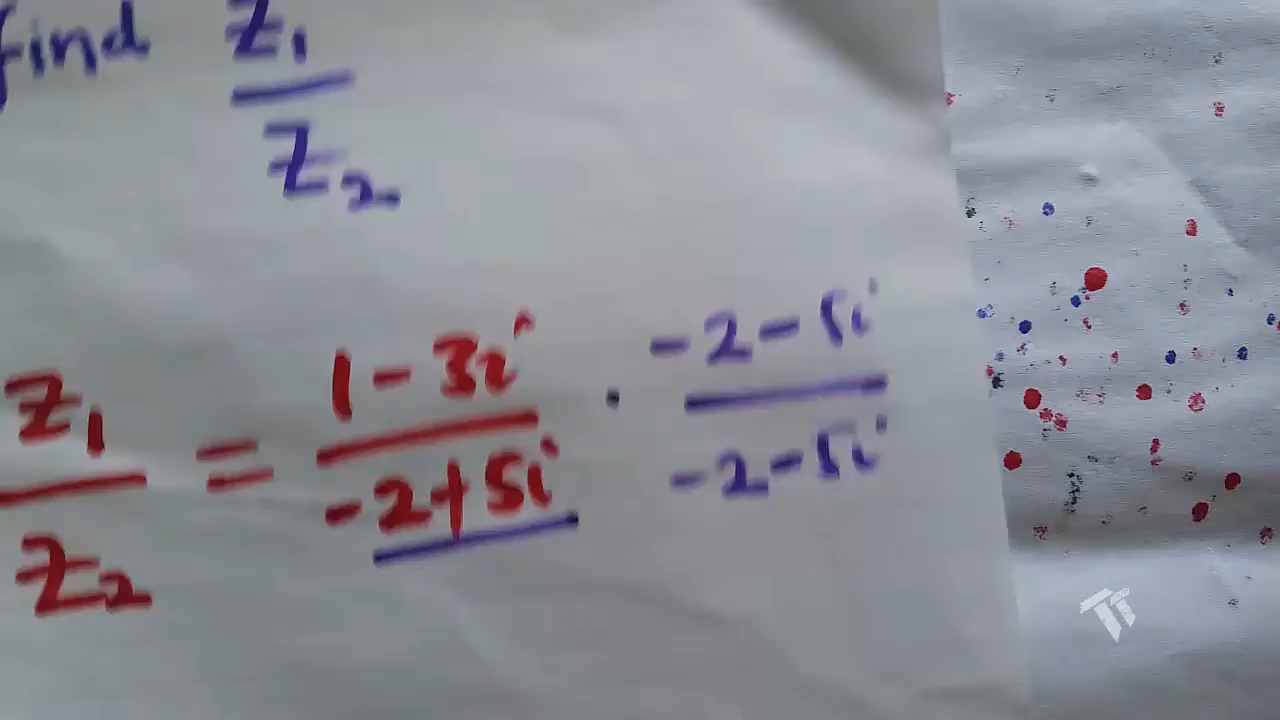 find Z₁/Z₂
Z₁/Z₂ = (1-3i)/(-2+5i) · (-2-5i)/(-2-5i)